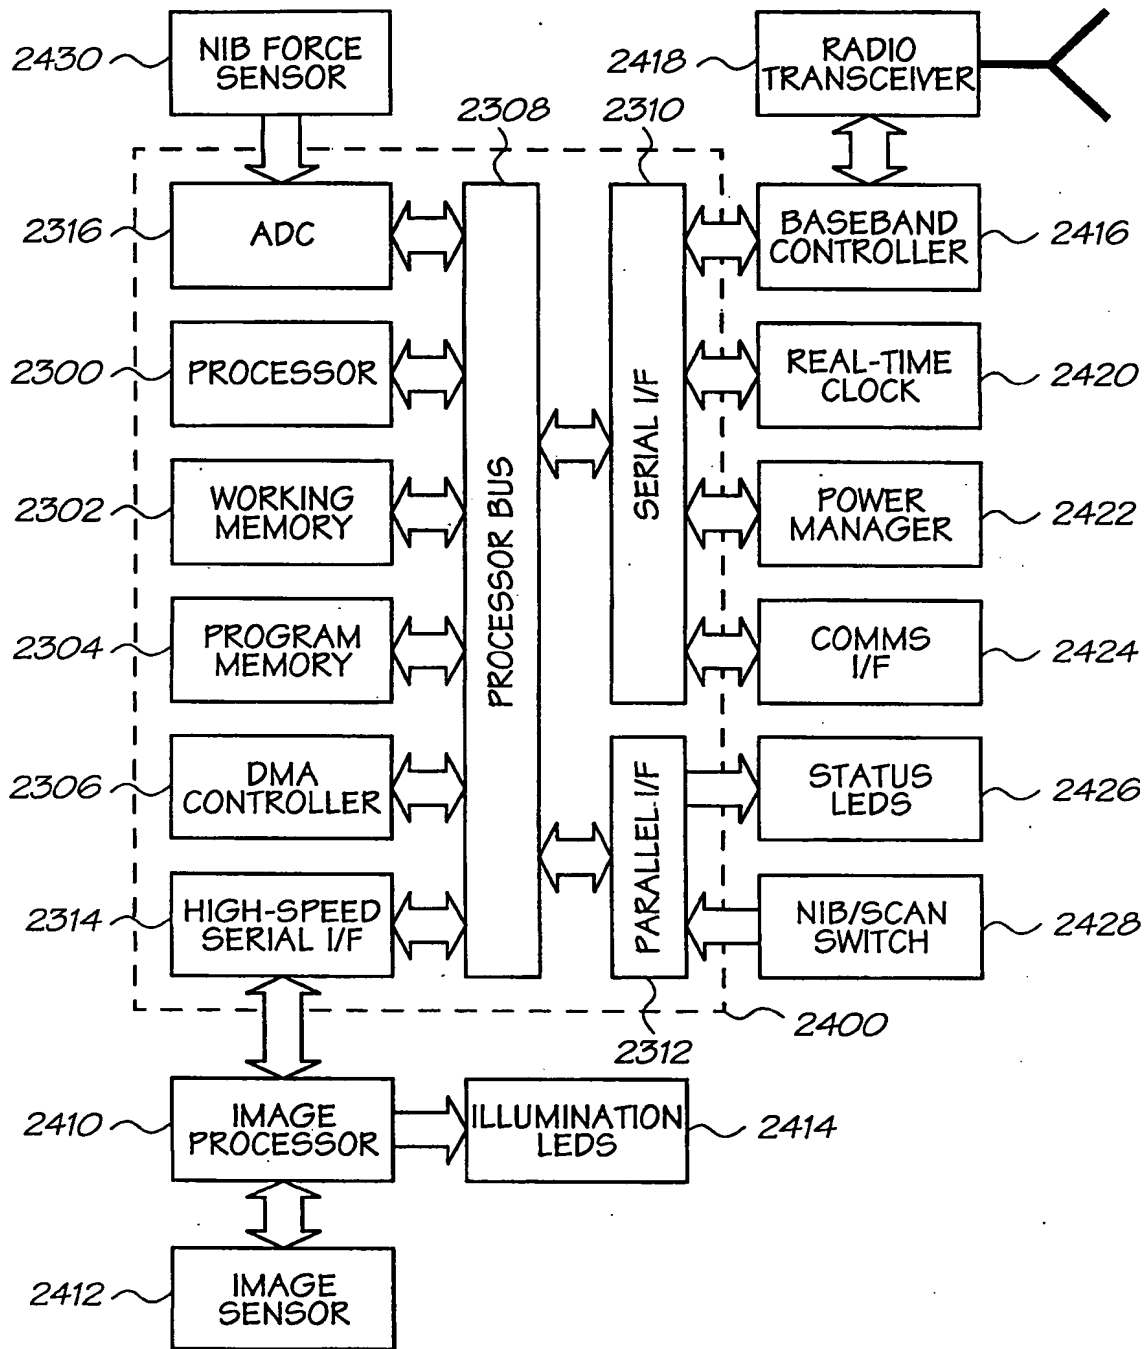 2430
NIB FORCE
SENSOR
2418
RADIO
TRANSCEIVER
2308
2310
2316
ADC
BASEBAND
CONTROLLER
2416
2300
PROCESSOR
REAL-TIME
CLOCK
2420
2302
WORKING
MEMORY
PROCESSOR BUS
SERIAL I/F
POWER
MANAGER
2422
2304
PROGRAM
MEMORY
COMMS
I/F
2424
2306
DMA
CONTROLLER
PARALLEL-I/F
STATUS
LEDS
2426
2314
HIGH-SPEED
SERIAL I/F
NIB/SCAN
SWITCH
2428
2312
2400
2410
IMAGE
PROCESSOR
ILLUMINATION
LEDS
2414
2412
IMAGE
SENSOR